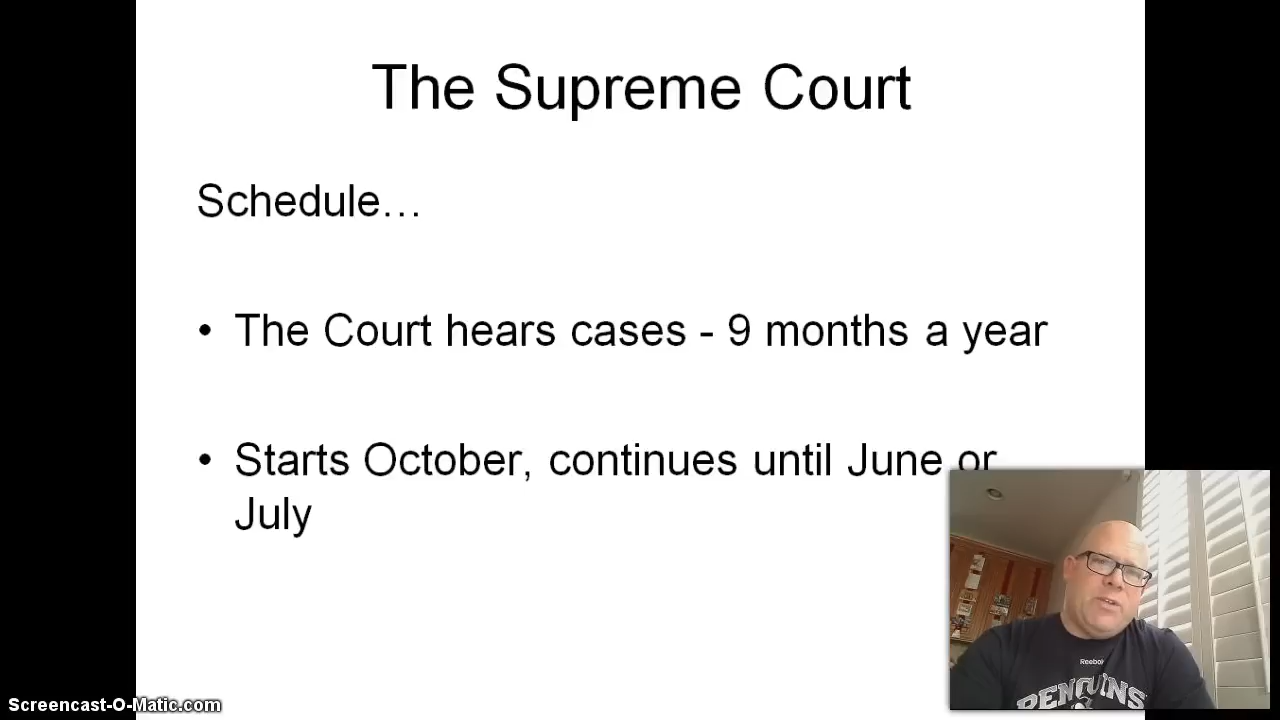 The Supreme Court
Schedule…
• The Court hears cases - 9 months a year
• Starts October, continues until June or
July
Reebok
PENGUINS
Screencast-O-Matic.com